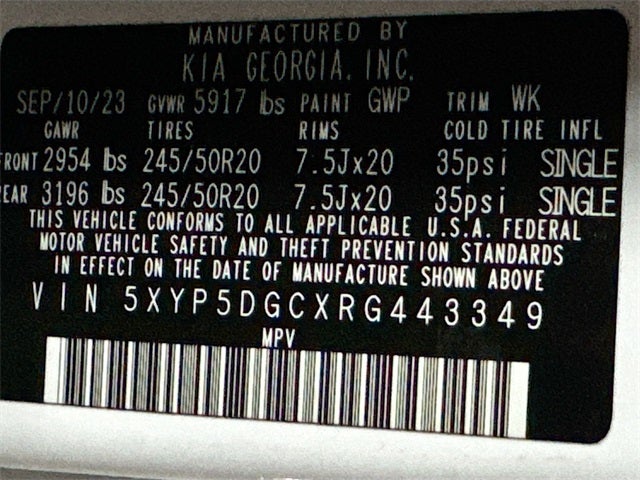 MANUFACTURED BY
KIA GEORGIA, INC.
SEP/10/23 GVWR 5917 lbs PAINT GWP TRIM WK
GAWR TIRES RIMS COLD TIRE INFL
FRONT 2954 lbs 245/50R20 7.5Jx20 35psi SINGLE
REAR 3196 lbs 245/50R20 7.5Jx20 35psi SINGLE
THIS VEHICLE CONFORMS TO ALL APPLICABLE U.S.A. FEDERAL
MOTOR VEHICLE SAFETY AND THEFT PREVENTION STANDARDS
IN EFFECT ON THE DATE OF MANUFACTURE SHOWN ABOVE
VIN 5XYP5DGCXRG443349
MPV